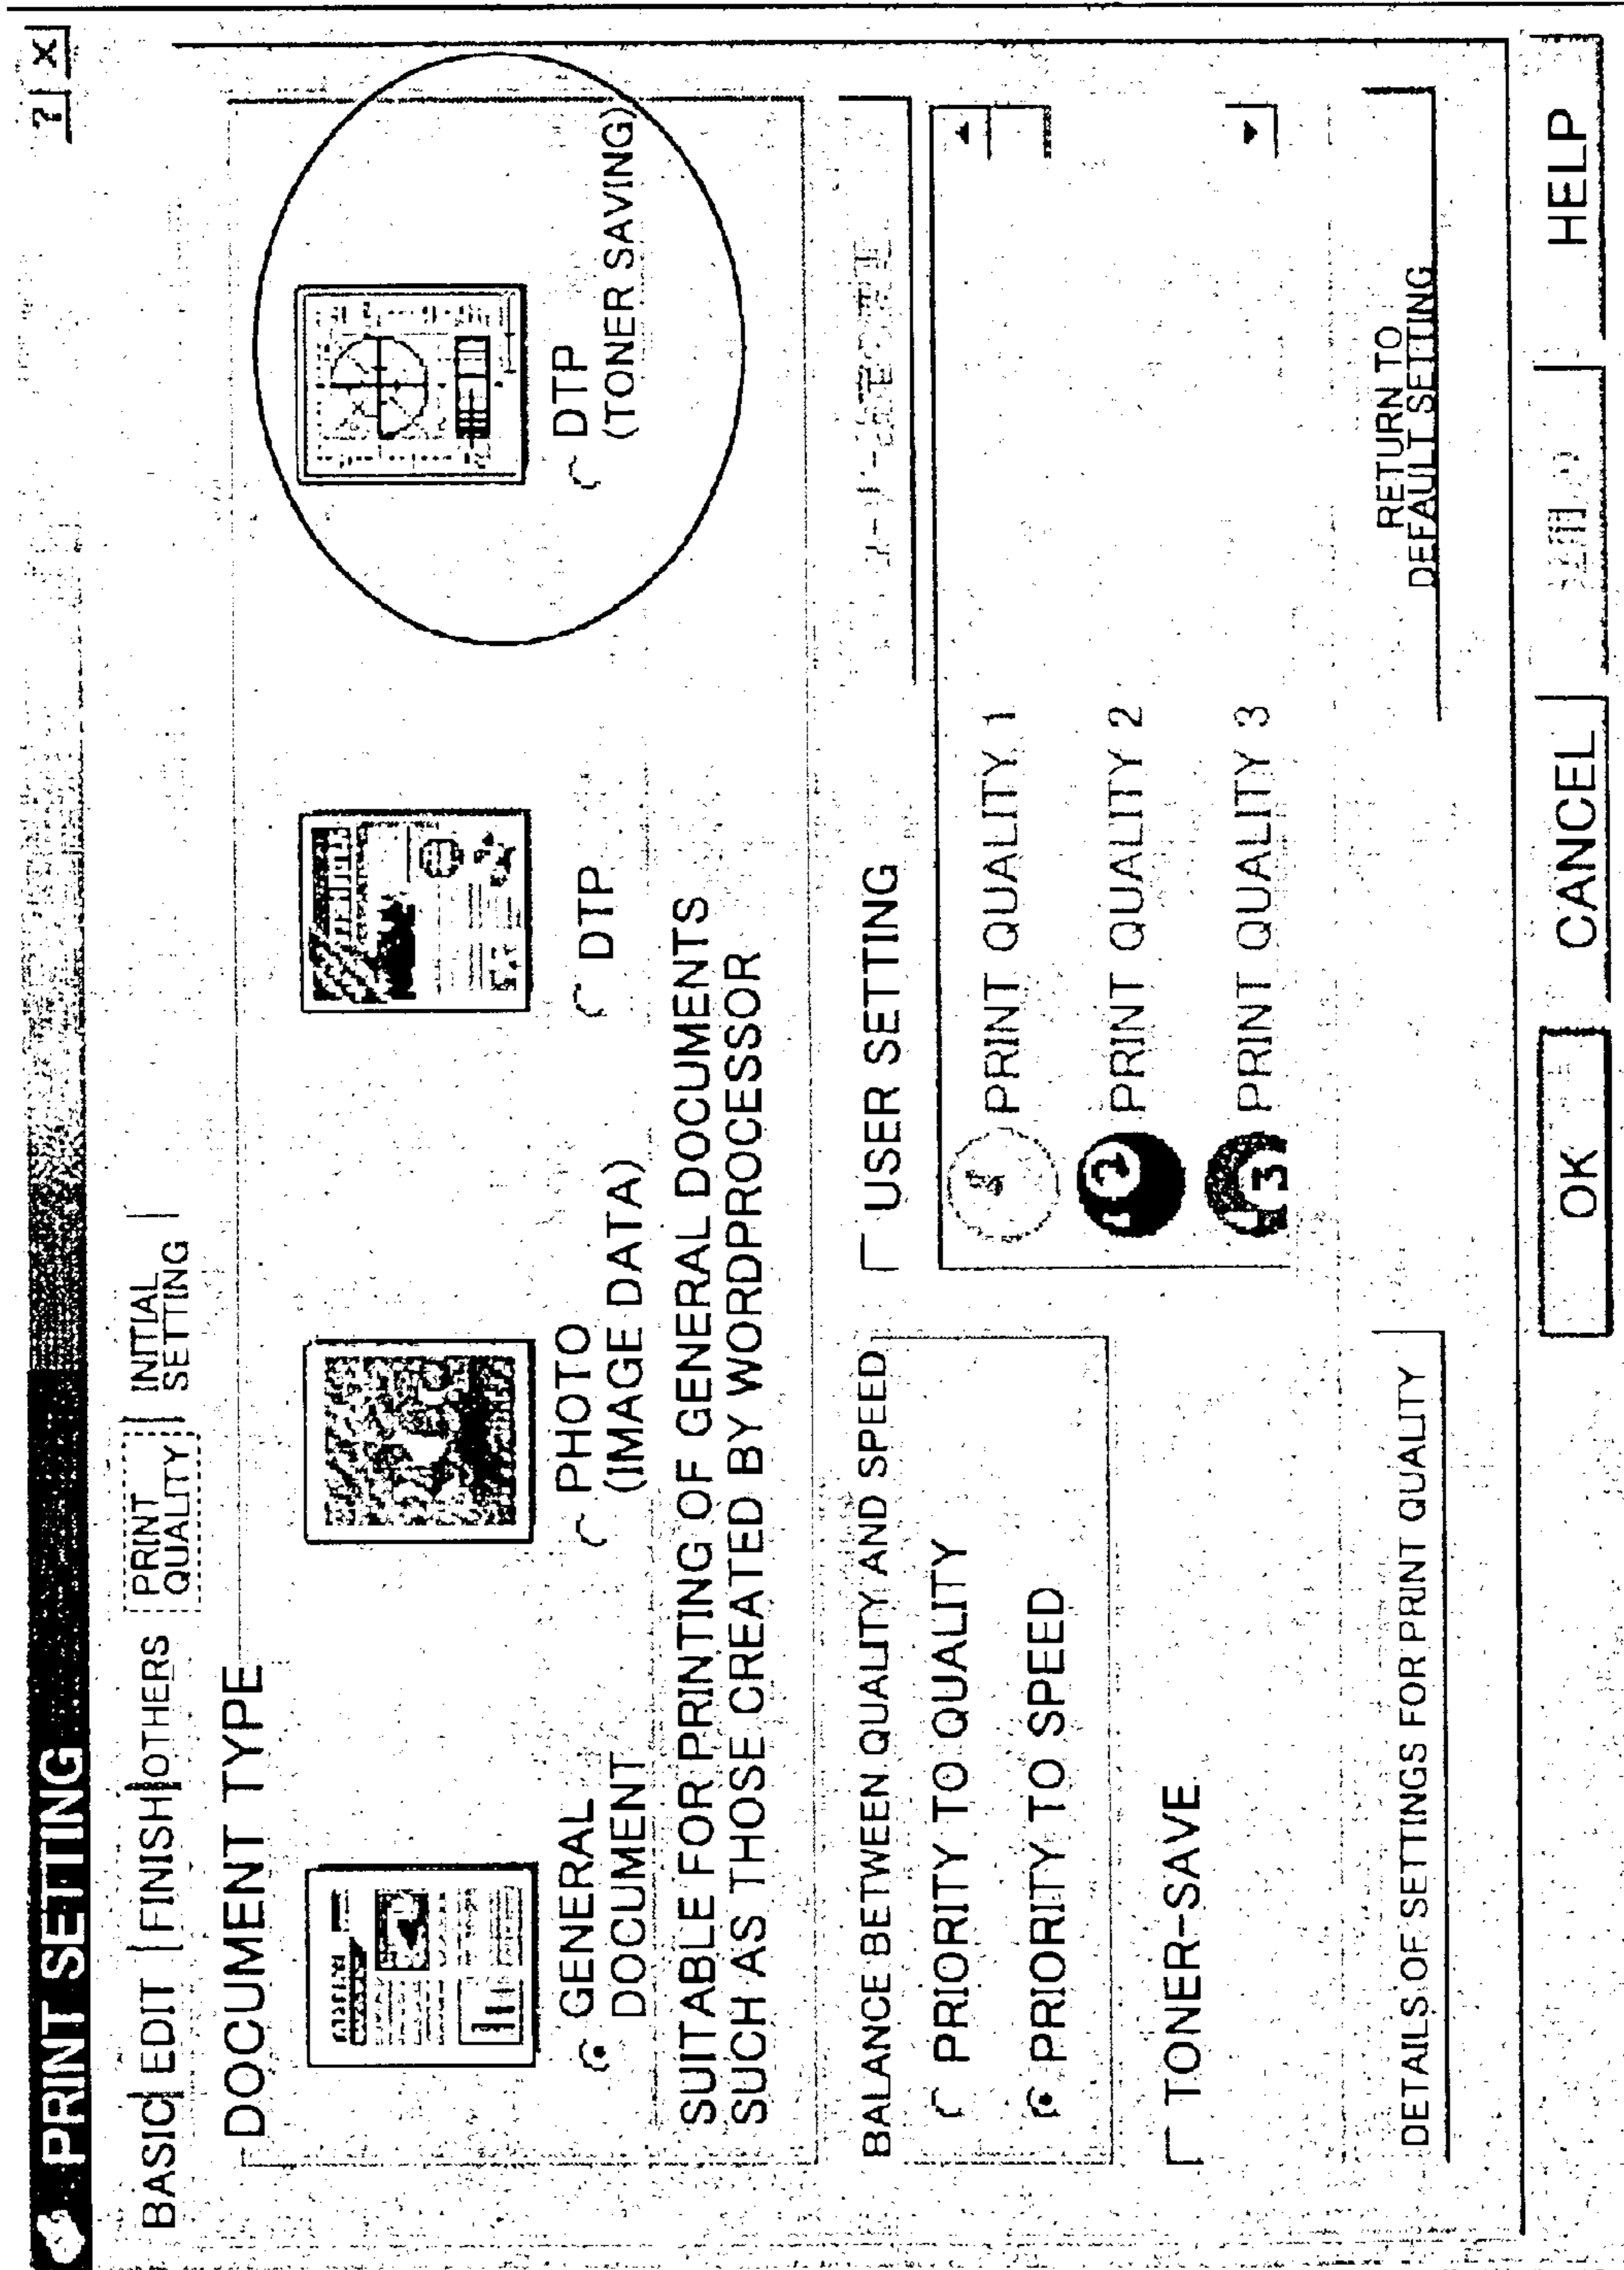 PRINT SETTING
? X
BASIC EDIT FINISH OTHERS PRINT QUALITY INITIAL SETTING
DOCUMENT TYPE
GENERAL DOCUMENT
PHOTO (IMAGE DATA)
DTP
DTP (TONER SAVING)
SUITABLE FOR PRINTING OF GENERAL DOCUMENTS
SUCH AS THOSE CREATED BY WORDPROCESSOR
BALANCE BETWEEN QUALITY AND SPEED
PRIORITY TO QUALITY
PRIORITY TO SPEED
TONER-SAVE
USER SETTING
PRINT QUALITY 1
2 PRINT QUALITY 2
3 PRINT QUALITY 3
DETAILS OF SETTINGS FOR PRINT QUALITY
RETURN TO
DEFAULT SETTING
OK CANCEL HELP